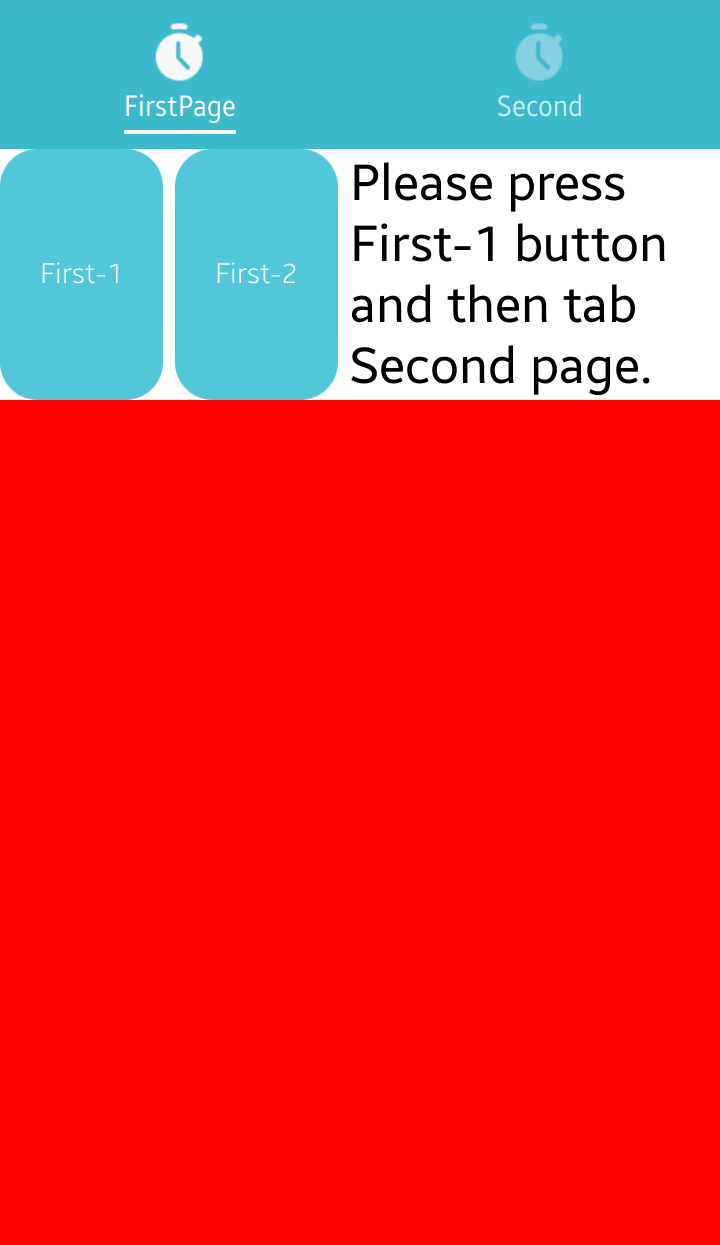 FirstPage
Second
First-1
First-2
Please press
First-1 button
and then tab
Second page.